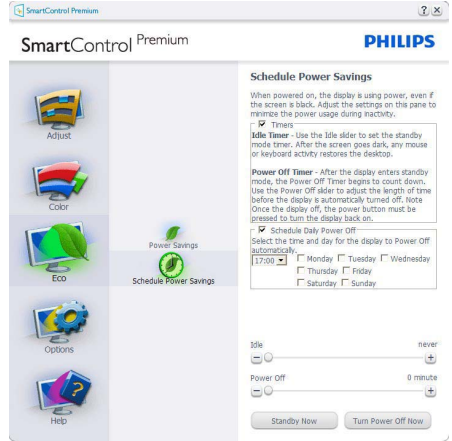 SmartControl Premium
SmartControl Premium
PHILIPS
Adjust
Color
Eco
Options
Help
Power Savings
Schedule Power Savings
Schedule Power Savings
When powered on, the display is using power, even if
the screen is black. Adjust the settings on this pane to
minimize the power usage during inactivity.
Timers
Idle Timer - Use the Idle slider to set the standby
mode timer. After the screen goes dark, any mouse
or keyboard activity restores the desktop.
Power Off Timer - After the display enters standby
mode, the Power Off Timer begins to count down.
Use the Power Off slider to adjust the length of time
before the display is automatically turned off. Note
Once the display off, the power button must be
pressed to turn the display back on.
Schedule Daily Power Off
Select the time and day for the display to Power Off
automatically.
17:00 Monday Tuesday Wednesday
Thursday Friday
Saturday Sunday
Idle never
Power Off 0 minute
Standby Now Turn Power Off Now